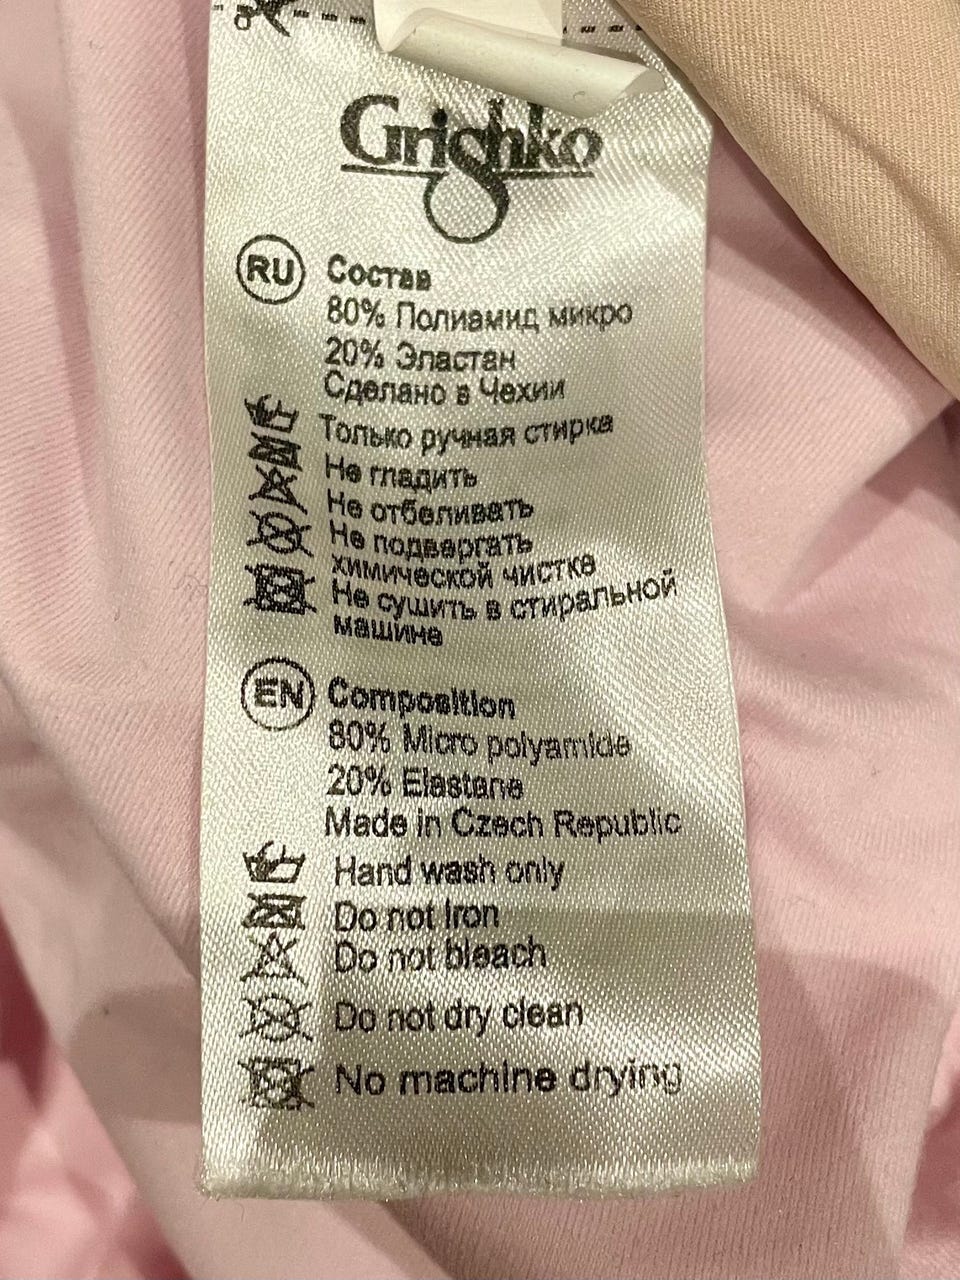 Grishko
RU Состав
80% Полиамид микро
20% Эластан
Сделано в Чехии
Только ручная стирка
Не гладить
Не отбеливать
Не подвергать
химической чистке
Не сушить в стиральной
машине
EN Composition
80% Micro polyamide
20% Elastane
Made in Czech Republic
Hand wash only
Do not Iron
Do not bleach
Do not dry clean
No machine drying